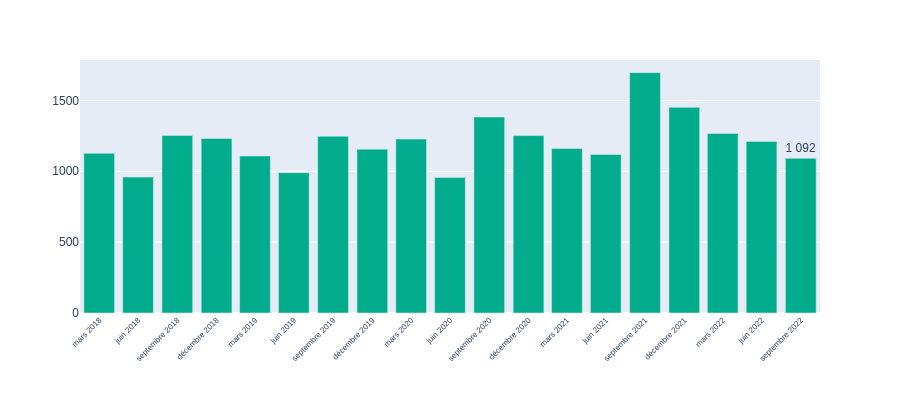 1500
1000
500
0
1 092
mars 2018
juin 2018
septembre 2018
décembre 2018
mars 2019
juin 2019
septembre 2019
décembre 2019
mars 2020
juin 2020
septembre 2020
décembre 2020
mars 2021
juin 2021
septembre 2021
décembre 2021
mars 2022
juin 2022
septembre 2022